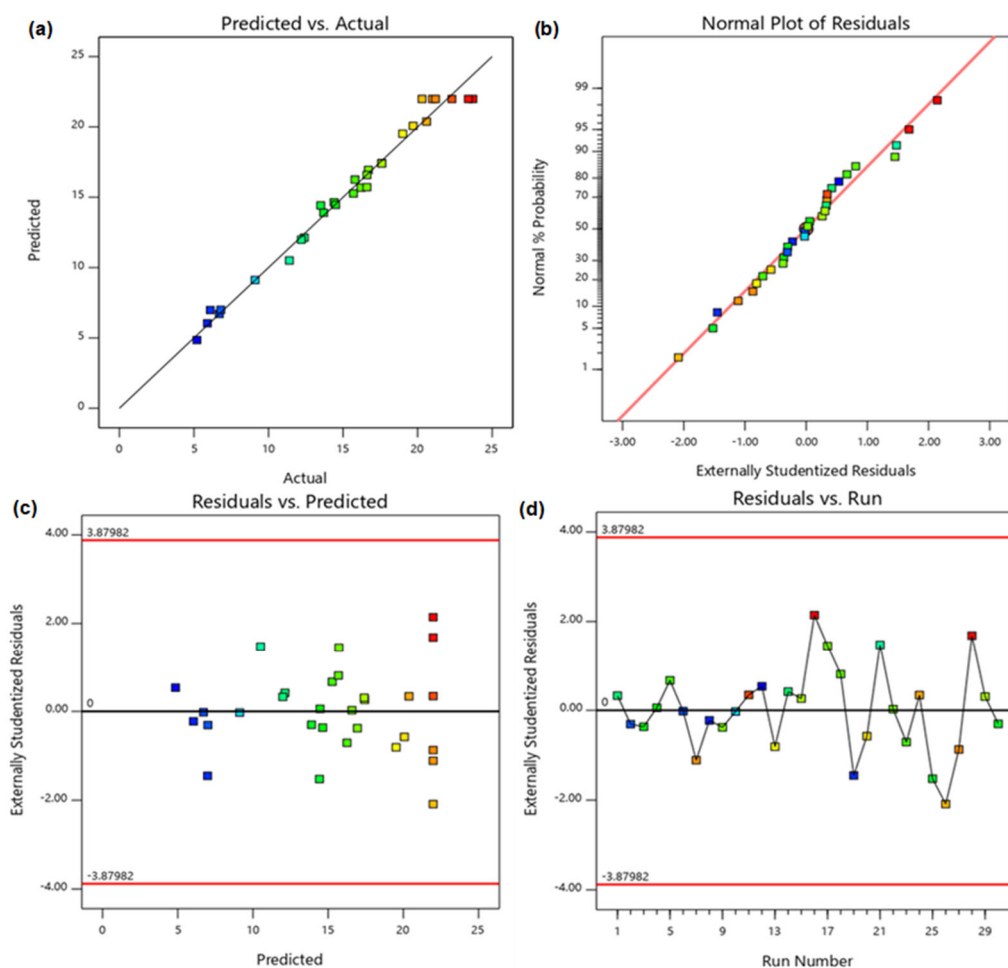 (a)
Predicted vs. Actual
25
20
15
10
5
0
Predicted
0 5 10 15 20 25
Actual
(b)
Normal Plot of Residuals
99
95
90
80
70
50
30
20
10
5
1
Normal % Probability
-3.00 -2.00 -1.00 0.00 1.00 2.00 3.00
Externally Studentized Residuals
(c)
Residuals vs. Predicted
4.00
3.87982
2.00
0
0.00
-2.00
-3.87982
-4.00
Externally Studentized Residuals
0 5 10 15 20 25
Predicted
(d)
Residuals vs. Run
4.00
3.87982
2.00
0
0.00
-2.00
-3.87982
-4.00
Externally Studentized Residuals
1 5 9 13 17 21 25 29
Run Number